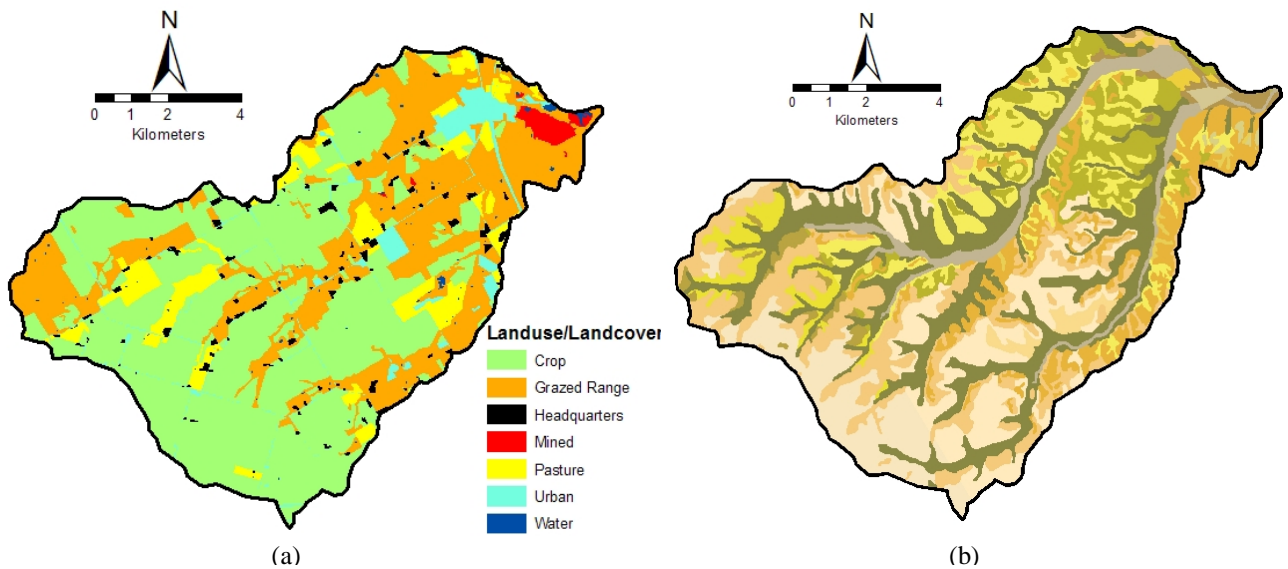 N
0 1 2 4
Kilometers
Landuse/Landcover
Crop
Grazed Range
Headquarters
Mined
Pasture
Urban
Water
(a)
N
0 1 2 4
Kilometers
(b)